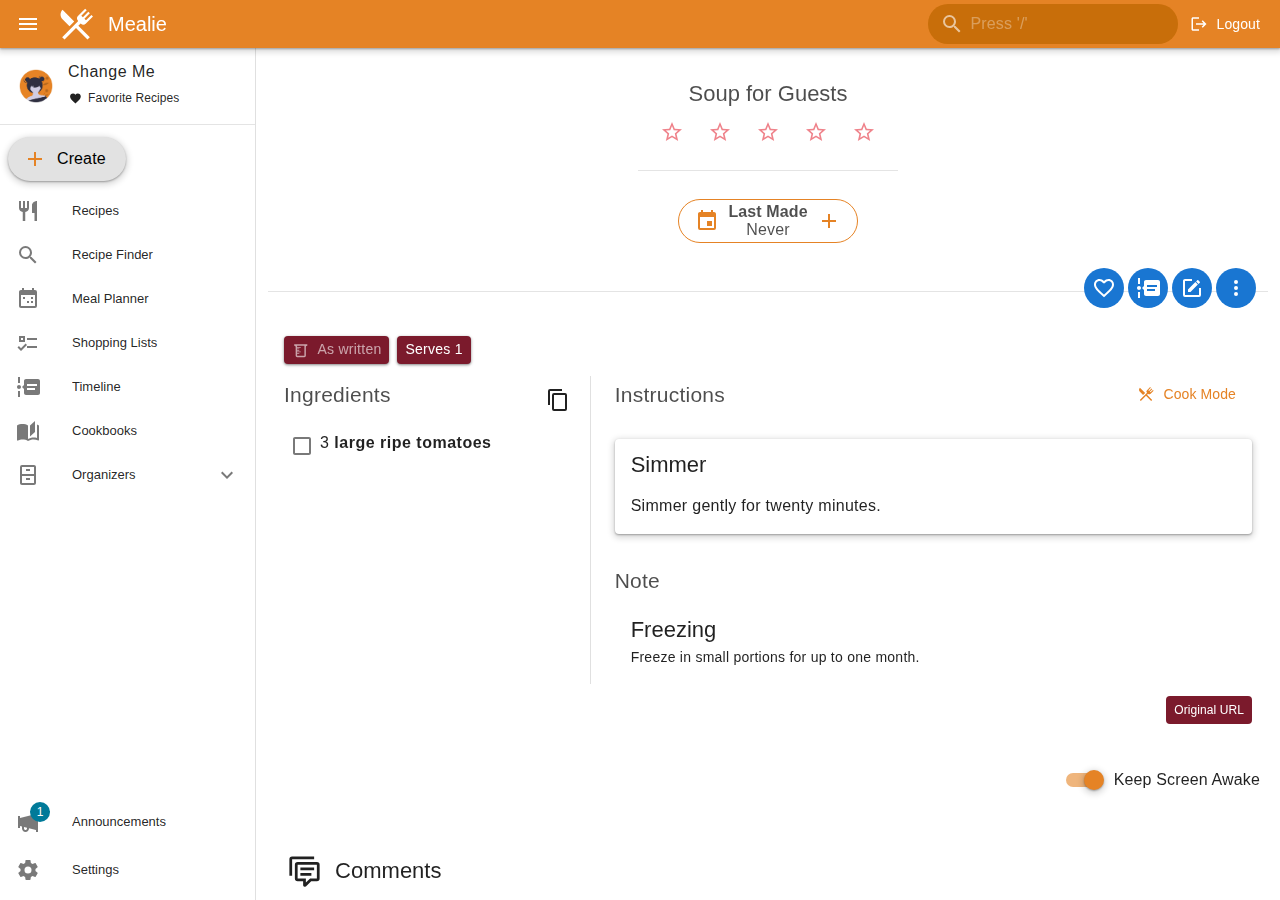 Mealie
Press '/'
Logout
Change Me
Favorite Recipes
Create
Recipes
Recipe Finder
Meal Planner
Shopping Lists
Timeline
Cookbooks
Organizers
1
Announcements
Settings
Soup for Guests
Last Made
Never
As written
Serves 1
Ingredients
3 large ripe tomatoes
Instructions
Cook Mode
Simmer
Simmer gently for twenty minutes.
Note
Freezing
Freeze in small portions for up to one month.
Original URL
Keep Screen Awake
Comments